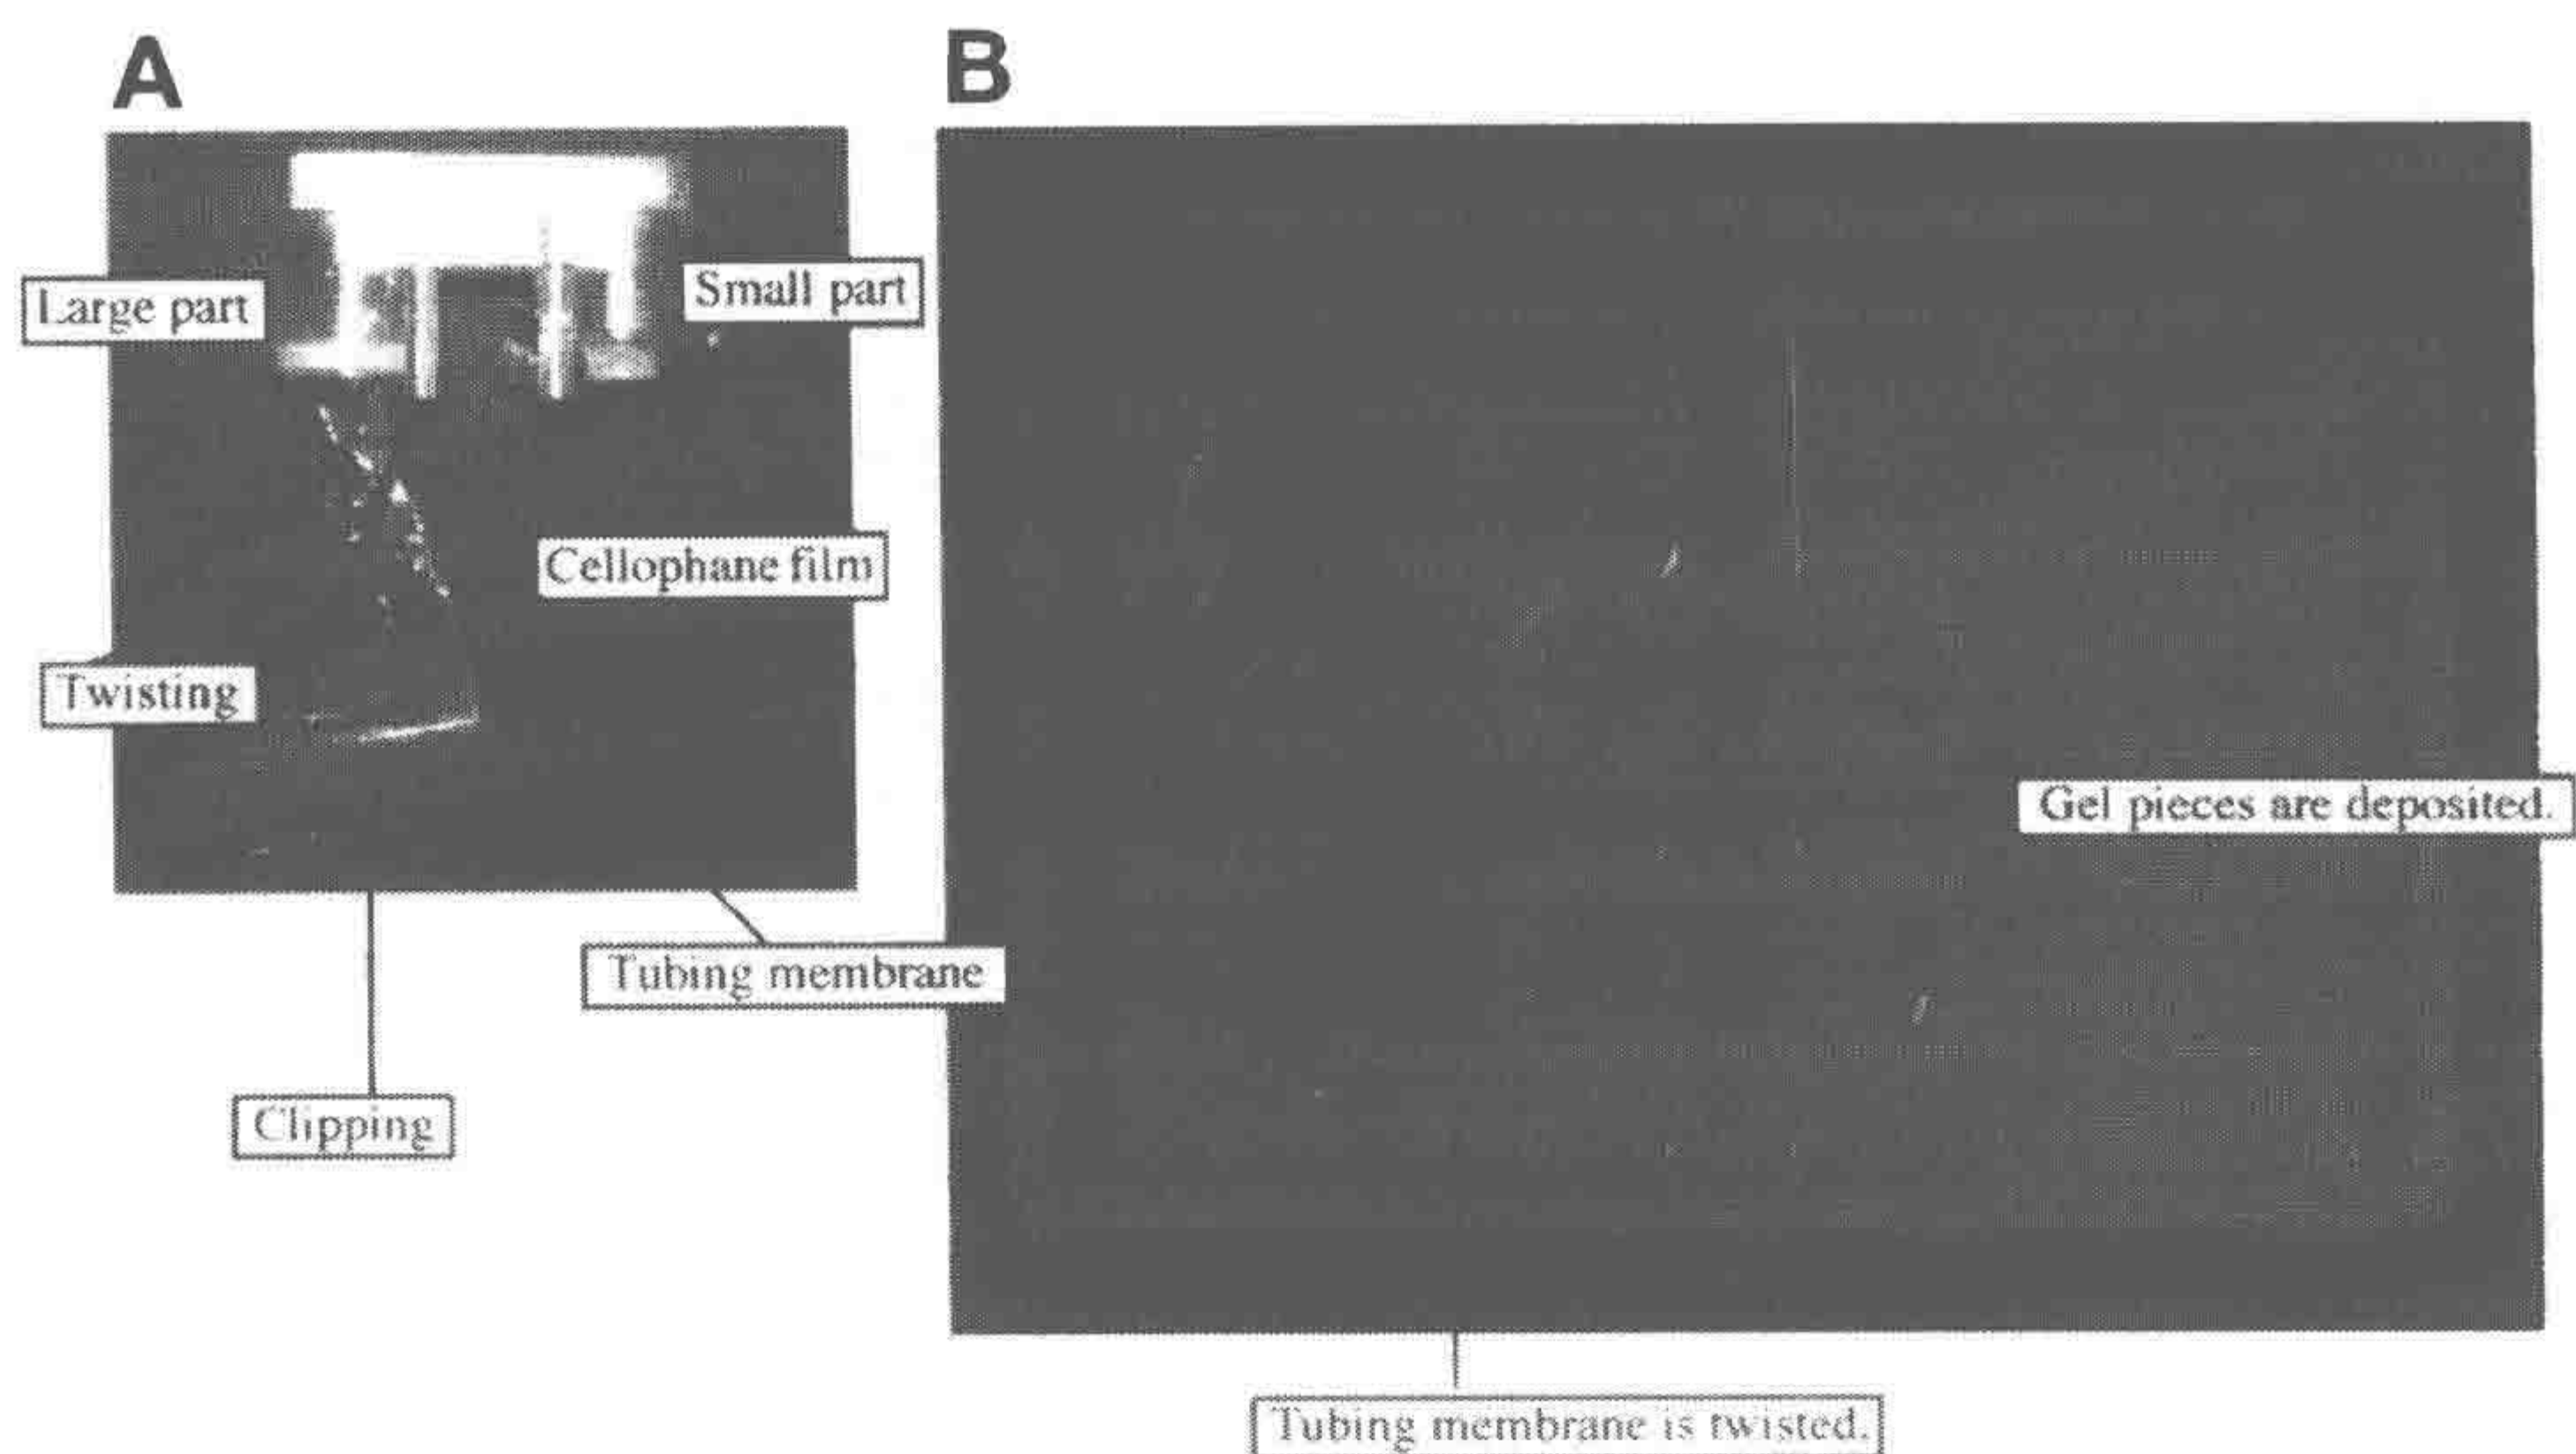 A
B
Large part
Small part
Cellophane film
Twisting
Gel pieces are deposited.
Tubing membrane
Clipping
Tubing membrane is twisted.